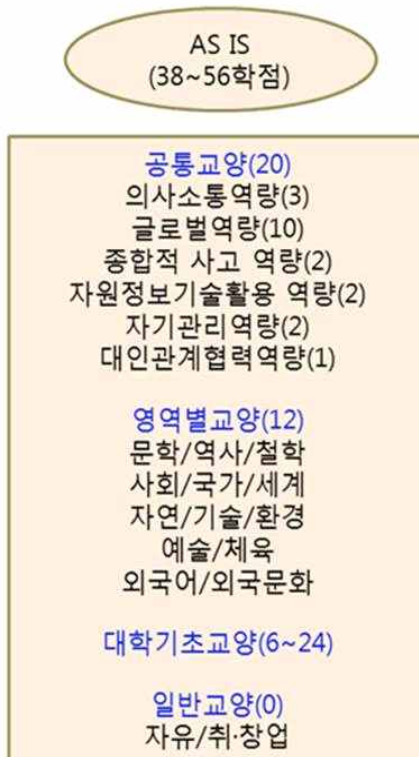 AS IS
(38~56학점)
공통교양(20)
의사소통역량(3)
글로벌역량(10)
종합적 사고 역량(2)
자원정보기술활용 역량(2)
자기관리역량(2)
대인관계협력역량(1)
영역별교양(12)
문학/역사/철학
사회/국가/세계
자연/기술/환경
예술/체육
외국어/외국문화
대학기초교양(6~24)
일반교양(0)
자유/취·창업